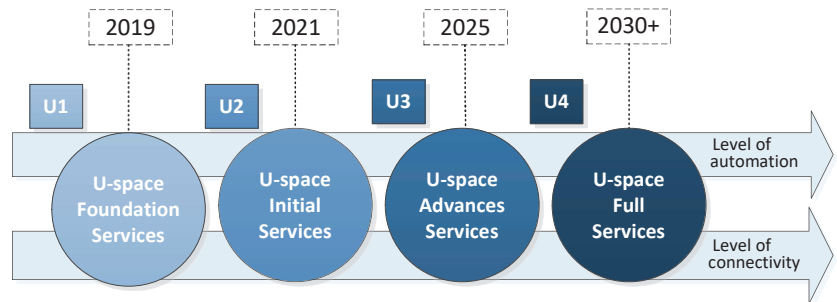 2019
2021
2025
2030+
U1
U2
U3
U4
Level of
automation
U-space
Foundation
Services
U-space
Initial
Services
U-space
Advances
Services
U-space
Full
Services
Level of
connectivity